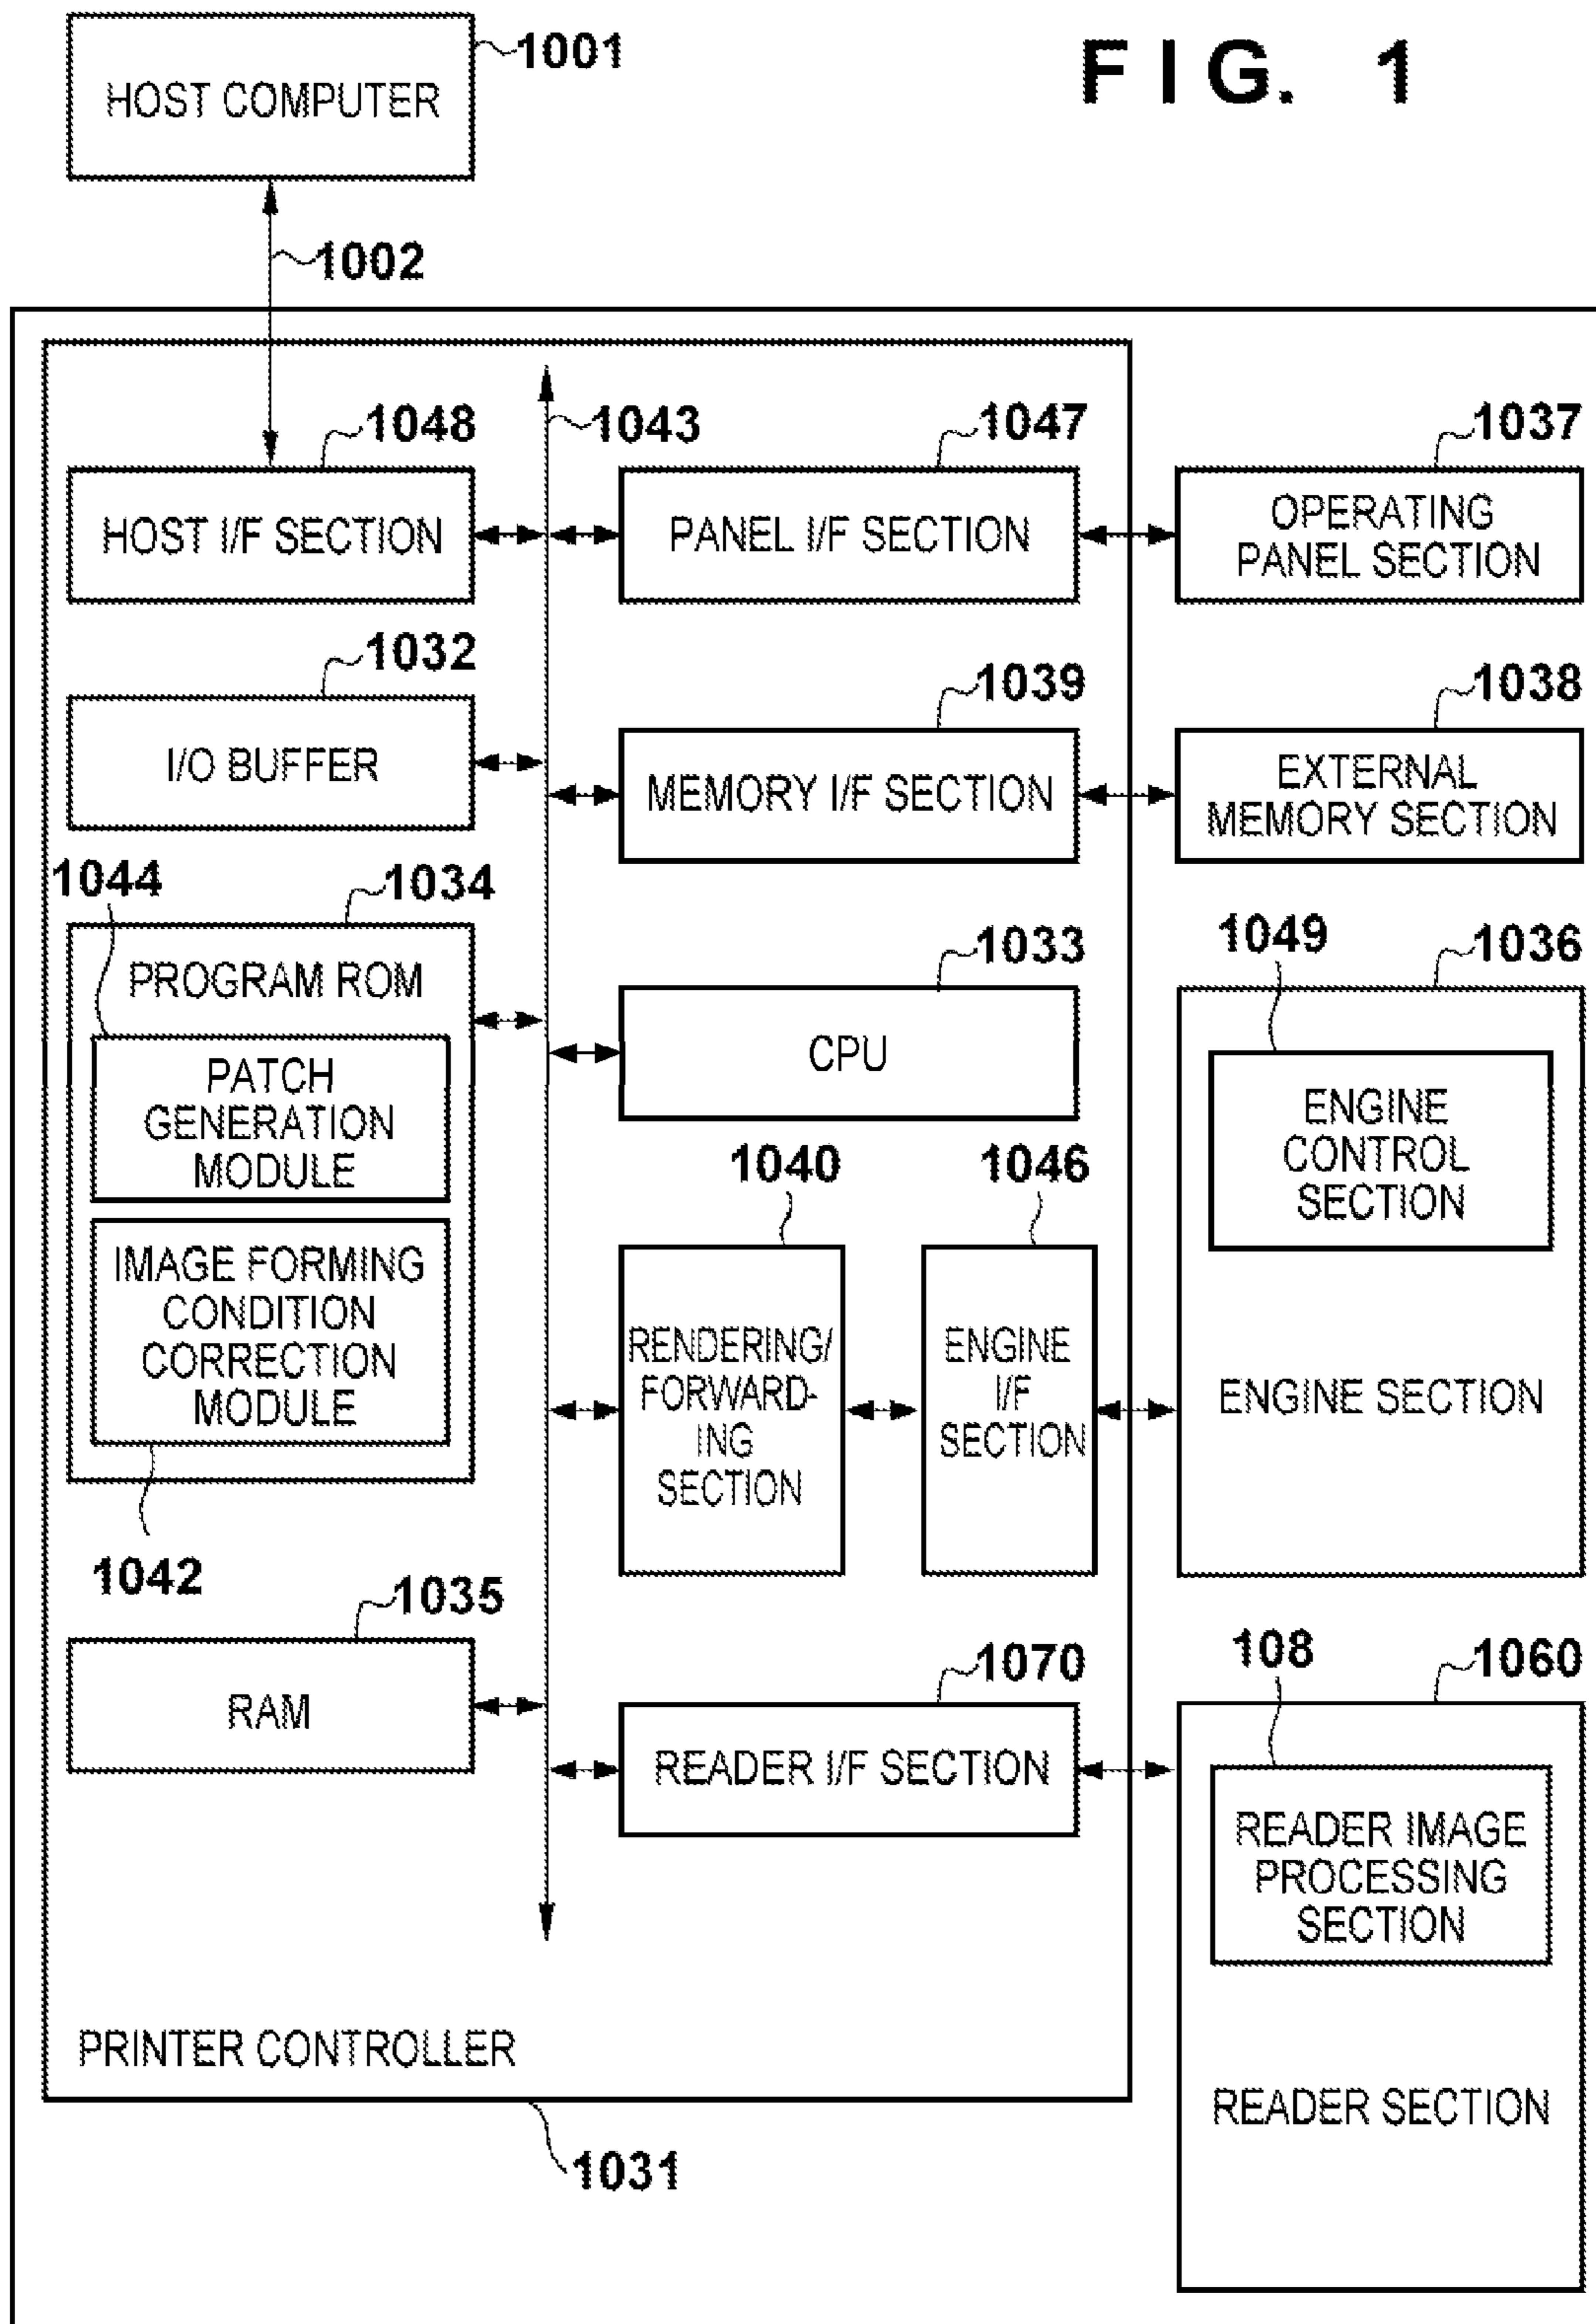 FIG. 1
1001
HOST COMPUTER
1002
1048
1043
1047
1037
HOST I/F SECTION
PANEL I/F SECTION
OPERATING
PANEL SECTION
1032
1039
1038
I/O BUFFER
MEMORY I/F SECTION
EXTERNAL
MEMORY SECTION
1044
1034
1033
1049
1036
PROGRAM ROM
CPU
PATCH
GENERATION
MODULE
ENGINE
CONTROL
SECTION
1040
1046
IMAGE FORMING
CONDITION
CORRECTION
MODULE
RENDERING/
FORWARD-
ING
SECTION
ENGINE
I/F
SECTION
ENGINE SECTION
1042
1035
1070
108
1060
RAM
READER I/F SECTION
READER IMAGE
PROCESSING
SECTION
PRINTER CONTROLLER
READER SECTION
1031